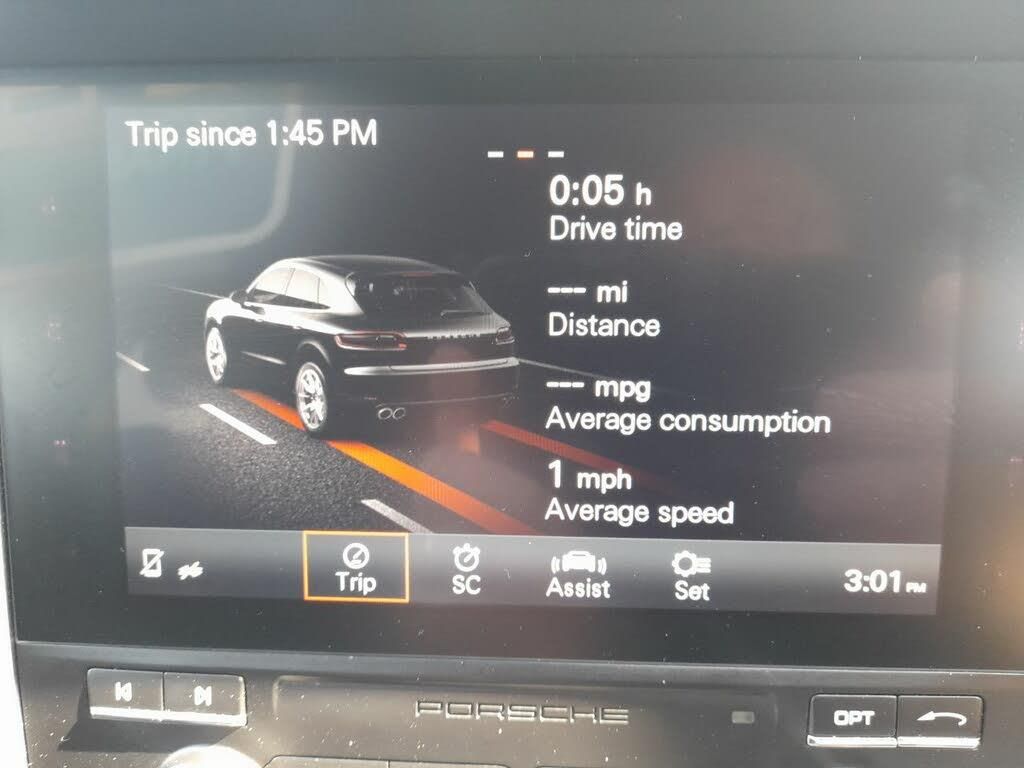 Trip since 1:45 PM
0:05 h
Drive time
--- mi
Distance
--- mpg
Average consumption
1 mph
Average speed
Trip
SC
Assist
Set
3:01 PM
PORSCHE
OPT